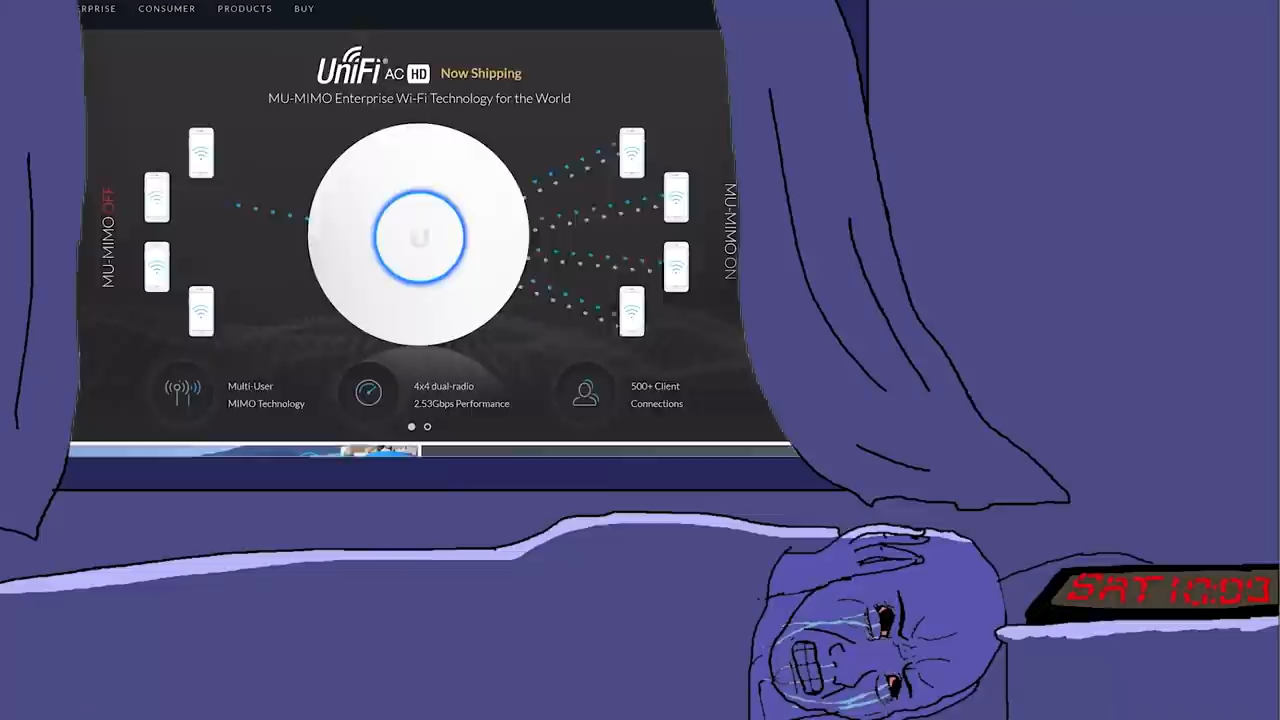 CONSUMER PRODUCTS BUY
UniFi® AC HD Now Shipping
MU-MIMO Enterprise Wi-Fi Technology for the World
MU-MIMO OFF
U
MU-MIMO ON
Multi-User
MIMO Technology
4x4 dual-radio
2.53Gbps Performance
500+ Client
Connections
SAT 10:09